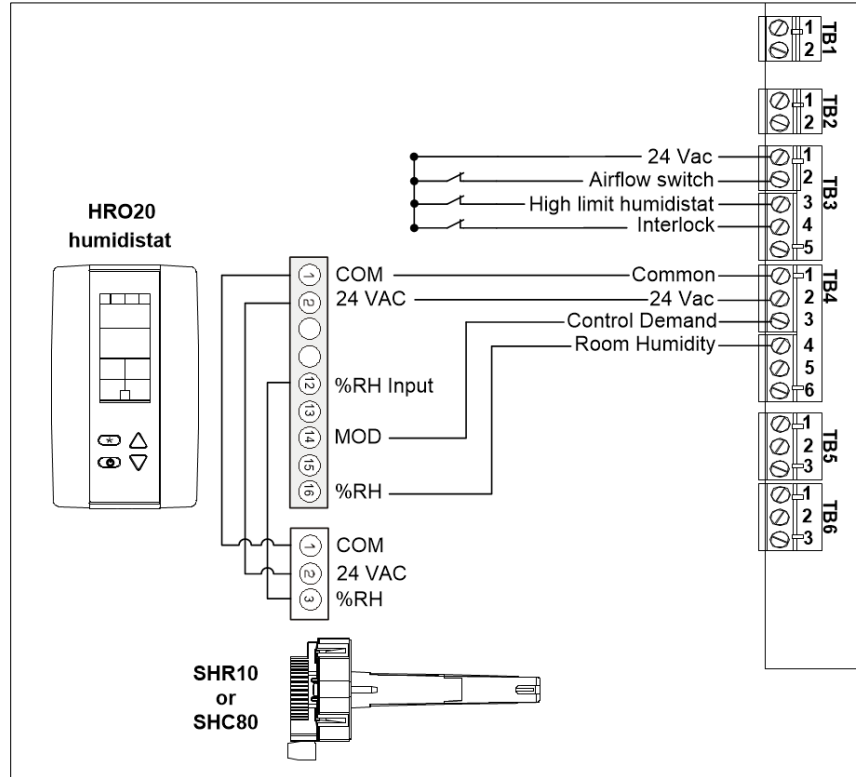 1
2
TB1
1
2
TB2
24 Vac
1
Airflow switch
2
High limit humidistat
3
Interlock
4
5
TB3
HRO20
humidistat
1
COM
Common
1
2
24 VAC
24 Vac
2
Control Demand
3
Room Humidity
4
5
6
TB4
12
%RH Input
13
14
MOD
15
16
%RH
1
2
3
TB5
1
2
3
TB6
1
COM
2
24 VAC
3
%RH
SHR10
or
SHC80